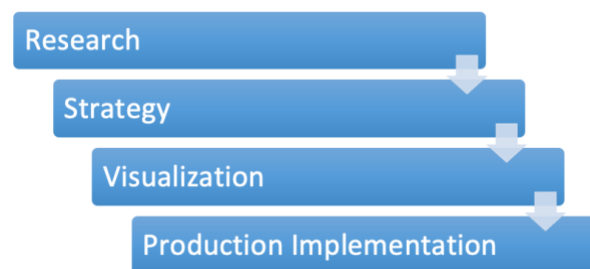 Research
Strategy
Visualization
Production Implementation